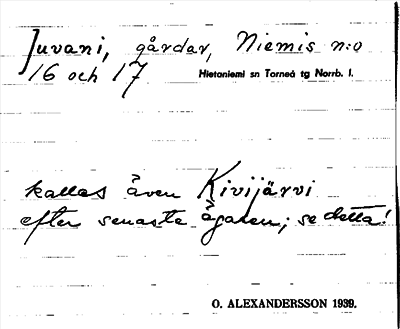 Juvani, gårdar, Niemis n:o
16 och 17 Hietaniemi sn Torneå tg Norrb. l.
kallas även Kivijärvi
efter senaste ägaren; se detta!
O. ALEXANDERSSON 1939.